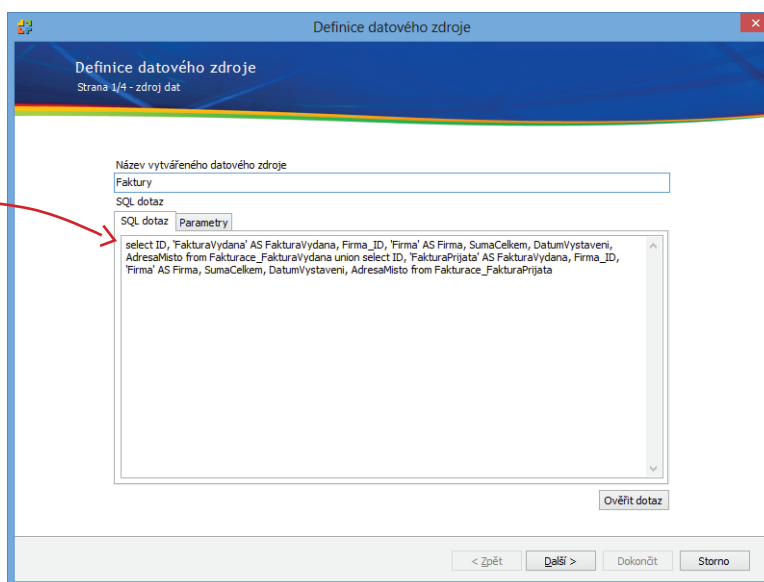 Definice datového zdroje
Definice datového zdroje
Strana 1/4 - zdroj dat
Název vytvářeného datového zdroje
Faktury
SQL dotaz
SQL dotaz Parametry
select ID, 'FakturaVydana' AS FakturaVydana, Firma_ID, 'Firma' AS Firma, SumaCelkem, DatumVystaveni,
AdresaMisto from Fakturace_FakturaVydana union select ID, 'FakturaPrijata' AS FakturaVydana, Firma_ID,
'Firma' AS Firma, SumaCelkem, DatumVystaveni, AdresaMisto from Fakturace_FakturaPrijata
Ověřit dotaz
< Zpět Další > Dokončit Storno